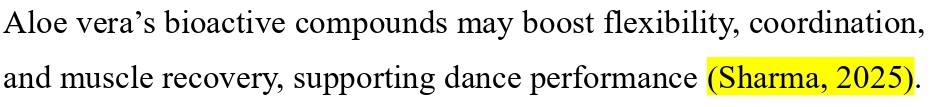 Aloe vera’s bioactive compounds may boost flexibility, coordination,
and muscle recovery, supporting dance performance (Sharma, 2025).